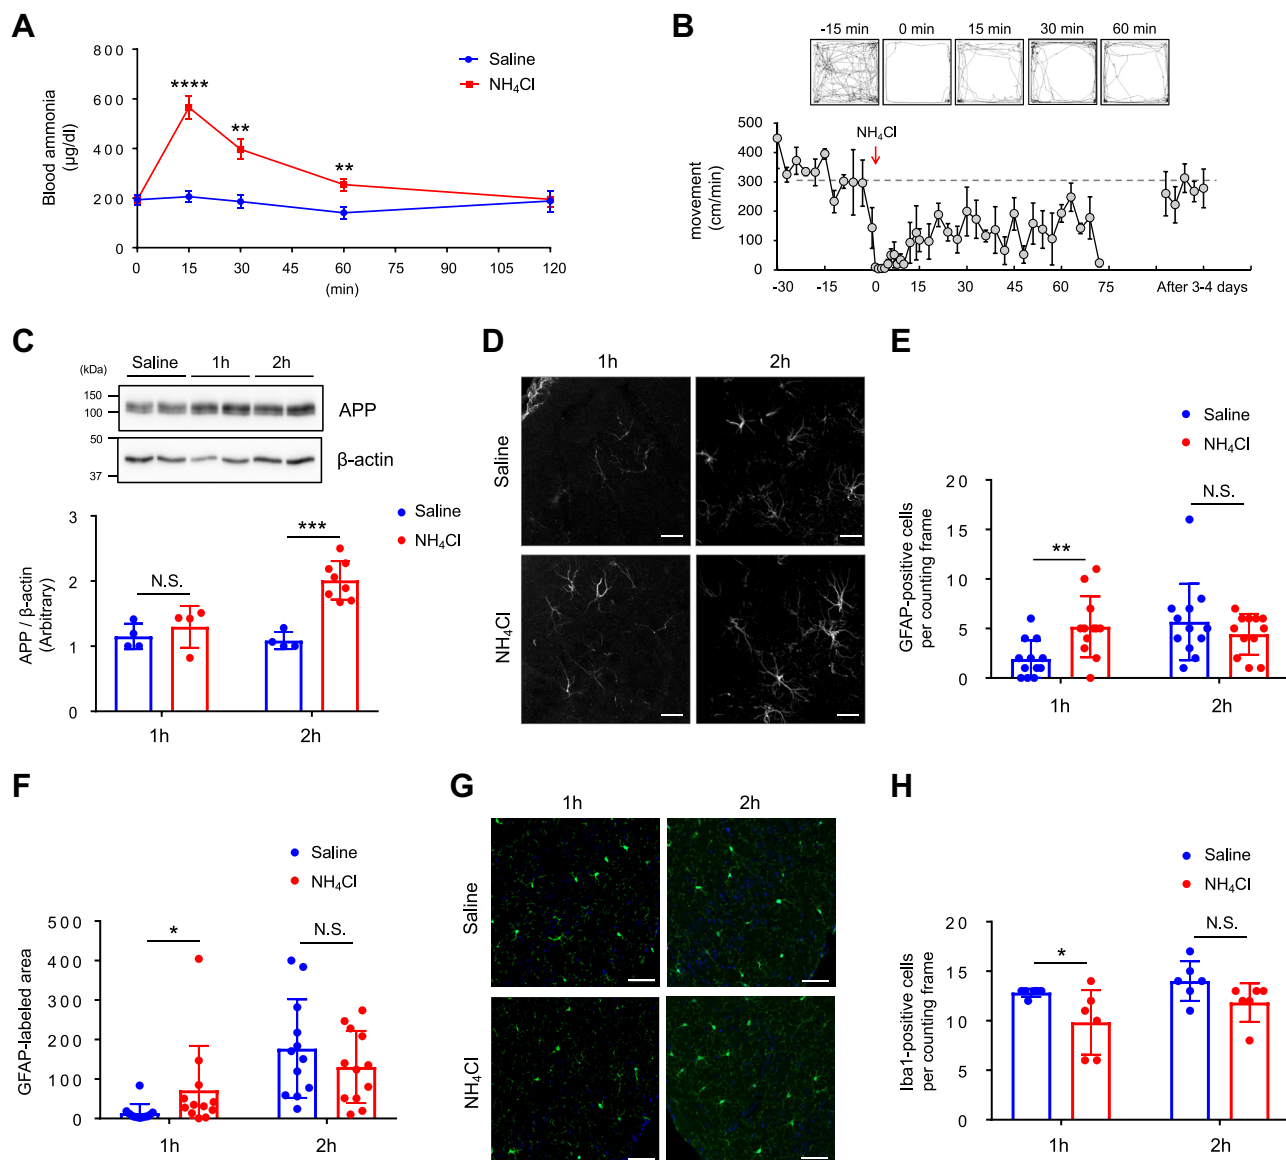 A
800
600
400
200
0
Blood ammonia
(μg/dl)
Saline
NH₄Cl
****
**
**
0 15 30 45 60 75 90 105 120
(min)
B
-15 min 0 min 15 min 30 min 60 min
500
400
300
200
100
0
movement
(cm/min)
NH₄Cl
-30 -15 0 15 30 45 60 75 After 3-4 days
C
Saline 1h 2h
(kDa)
150
100
APP
50
37
β-actin
Saline
NH₄Cl
3
2
1
0
APP / β-actin
(Arbitrary)
N.S.
***
1h 2h
D
1h 2h
Saline
NH₄Cl
E
Saline
NH₄Cl
20
15
10
5
0
GFAP-positive cells
per counting frame
**
N.S.
1h 2h
F
Saline
NH₄Cl
500
400
300
200
100
0
GFAP-labeled area
*
N.S.
1h 2h
G
1h 2h
Saline
NH₄Cl
H
Saline
NH₄Cl
20
15
10
5
0
Iba1-positive cells
per counting frame
*
N.S.
1h 2h